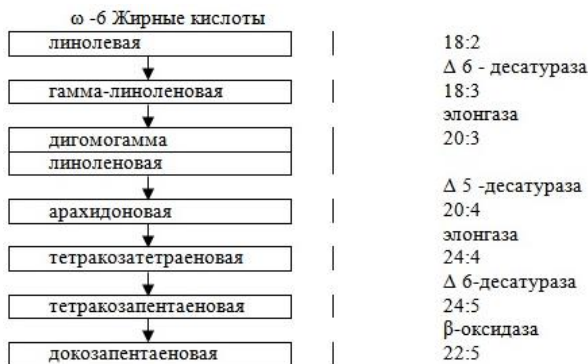 ω -6 Жирные кислоты
линолевая 18:2
Δ 6 - десатураза
гамма-линоленовая 18:3
элонгаза
дигомогамма 20:3
линоленовая
Δ 5 -десатураза
арахидоновая 20:4
элонгаза
тетракозатетраеновая 24:4
Δ 6-десатураза
тетракозапентаеновая 24:5
β-оксидаза
докозапентаеновая 22:5